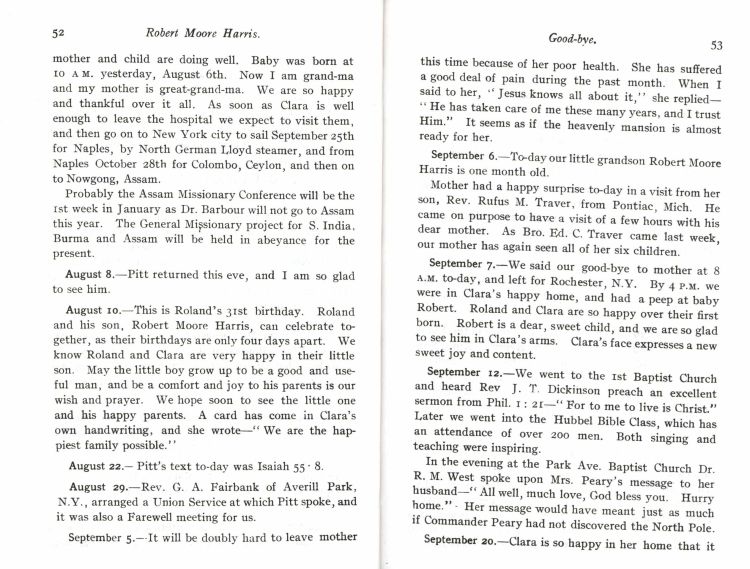 52 Robert Moore Harris.
mother and child are doing well. Baby was born at
10 A M. yesterday, August 6th. Now I am grand-ma
and my mother is great-grand-ma. We are so happy
and thankful over it all. As soon as Clara is well
enough to leave the hospital we expect to visit them,
and then go on to New York city to sail September 25th
for Naples, by North German Lloyd steamer, and from
Naples October 28th for Colombo, Ceylon, and then on
to Nowgong, Assam.
Probably the Assam Missionary Conference will be the
1st week in January as Dr. Barbour will not go to Assam
this year. The General Missionary project for S. India,
Burma and Assam will be held in abeyance for the
present.
August 8.—Pitt returned this eve, and I am so glad
to see him.
August 10.—This is Roland's 31st birthday. Roland
and his son, Robert Moore Harris, can celebrate to-
gether, as their birthdays are only four days apart. We
know Roland and Clara are very happy in their little
son. May the little boy grow up to be a good and use-
ful man, and be a comfort and joy to his parents is our
wish and prayer. We hope soon to see the little one
and his happy parents. A card has come in Clara's
own handwriting, and she wrote—"We are the hap-
piest family possible."
August 22.—Pitt's text to-day was Isaiah 55 · 8.
August 29.—Rev. G. A. Fairbank of Averill Park,
N.Y., arranged a Union Service at which Pitt spoke, and
it was also a Farewell meeting for us.
September 5.—It will be doubly hard to leave mother
Good-bye. 53
this time because of her poor health. She has suffered
a good deal of pain during the past month. When I
said to her, "Jesus knows all about it," she replied—
"He has taken care of me these many years, and I trust
Him." It seems as if the heavenly mansion is almost
ready for her.
September 6.—To-day our little grandson Robert Moore
Harris is one month old.
Mother had a happy surprise to-day in a visit from her
son, Rev. Rufus M. Traver, from Pontiac, Mich. He
came on purpose to have a visit of a few hours with his
dear mother. As Bro. Ed. C. Traver came last week,
our mother has again seen all of her six children.
September 7.—We said our good-bye to mother at 8
A.M. to-day, and left for Rochester, N.Y. By 4 P.M. we
were in Clara's happy home, and had a peep at baby
Robert. Roland and Clara are so happy over their first
born. Robert is a dear, sweet child, and we are so glad
to see him in Clara's arms. Clara's face expresses a new
sweet joy and content.
September 12.—We went to the 1st Baptist Church
and heard Rev J. T. Dickinson preach an excellent
sermon from Phil. 1 : 21—"For to me to live is Christ."
Later we went into the Hubbel Bible Class, which has
an attendance of over 200 men. Both singing and
teaching were inspiring.
In the evening at the Park Ave. Baptist Church Dr.
R. M. West spoke upon Mrs. Peary's message to her
husband—"All well, much love, God bless you. Hurry
home." Her message would have meant just as much
if Commander Peary had not discovered the North Pole.
September 20.—Clara is so happy in her home that it